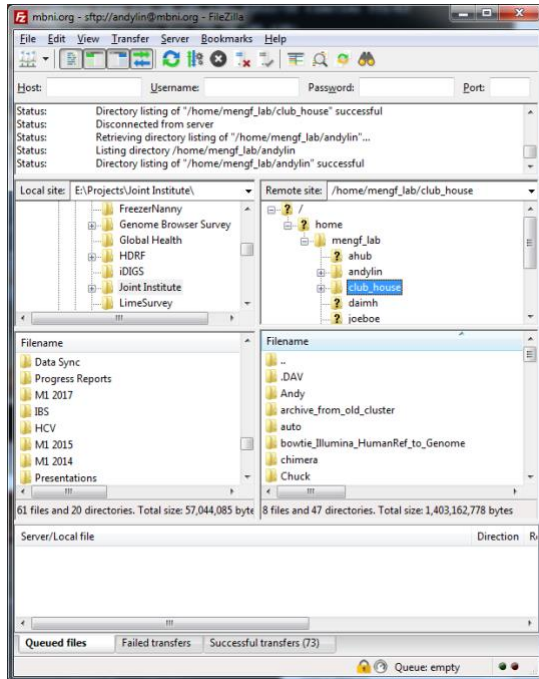 mbni.org - sftp://andylin@mbni.org - FileZilla
File Edit View Transfer Server Bookmarks Help
Host: Username: Password: Port:
Status: Directory listing of "/home/mengf_lab/club_house" successful
Status: Disconnected from server
Status: Retrieving directory listing of "/home/mengf_lab/andylin"...
Status: Listing directory /home/mengf_lab/andylin
Status: Directory listing of "/home/mengf_lab/andylin" successful
Local site: E:\Projects\Joint Institute\
FreezerNanny
Genome Browser Survey
Global Health
HDRF
iDIGS
Joint Institute
LimeSurvey
Remote site: /home/mengf_lab/club_house
/
home
mengf_lab
ahub
andylin
club_house
daimh
joeboe
Filename
Data Sync
Progress Reports
M1 2017
IBS
HCV
M1 2015
M1 2014
Presentations
61 files and 20 directories. Total size: 57,044,085 byte
Filename
..
.DAV
Andy
archive_from_old_cluster
auto
bowtie_Illumina_HumanRef_to_Genome
chimera
Chuck
8 files and 47 directories. Total size: 1,403,162,778 bytes
Server/Local file Direction R
Queued files Failed transfers Successful transfers (73)
Queue: empty